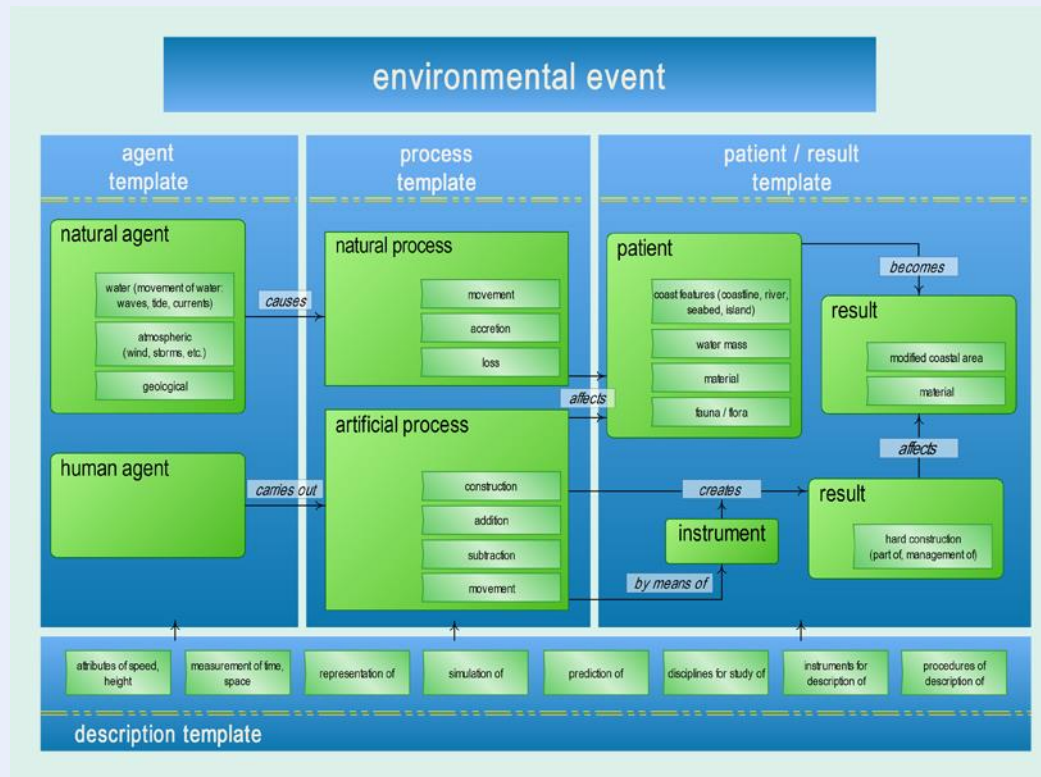 environmental event
agent
template
process
template
patient / result
template
natural agent
water (movement of water:
waves, tide, currents)
atmospheric
(wind, storms, etc.)
geological
causes
natural process
movement
accretion
loss
patient
coast features (coastline, river,
seabed, island)
water mass
material
fauna / flora
becomes
result
modified coastal area
material
affects
human agent
carries out
artificial process
construction
addition
subtraction
movement
creates
instrument
by means of
affects
result
hard construction
(part of, management of)
attributes of speed,
height
measurement of time,
space
representation of
simulation of
prediction of
disciplines for study of
instruments for
description of
procedures of
description of
description template